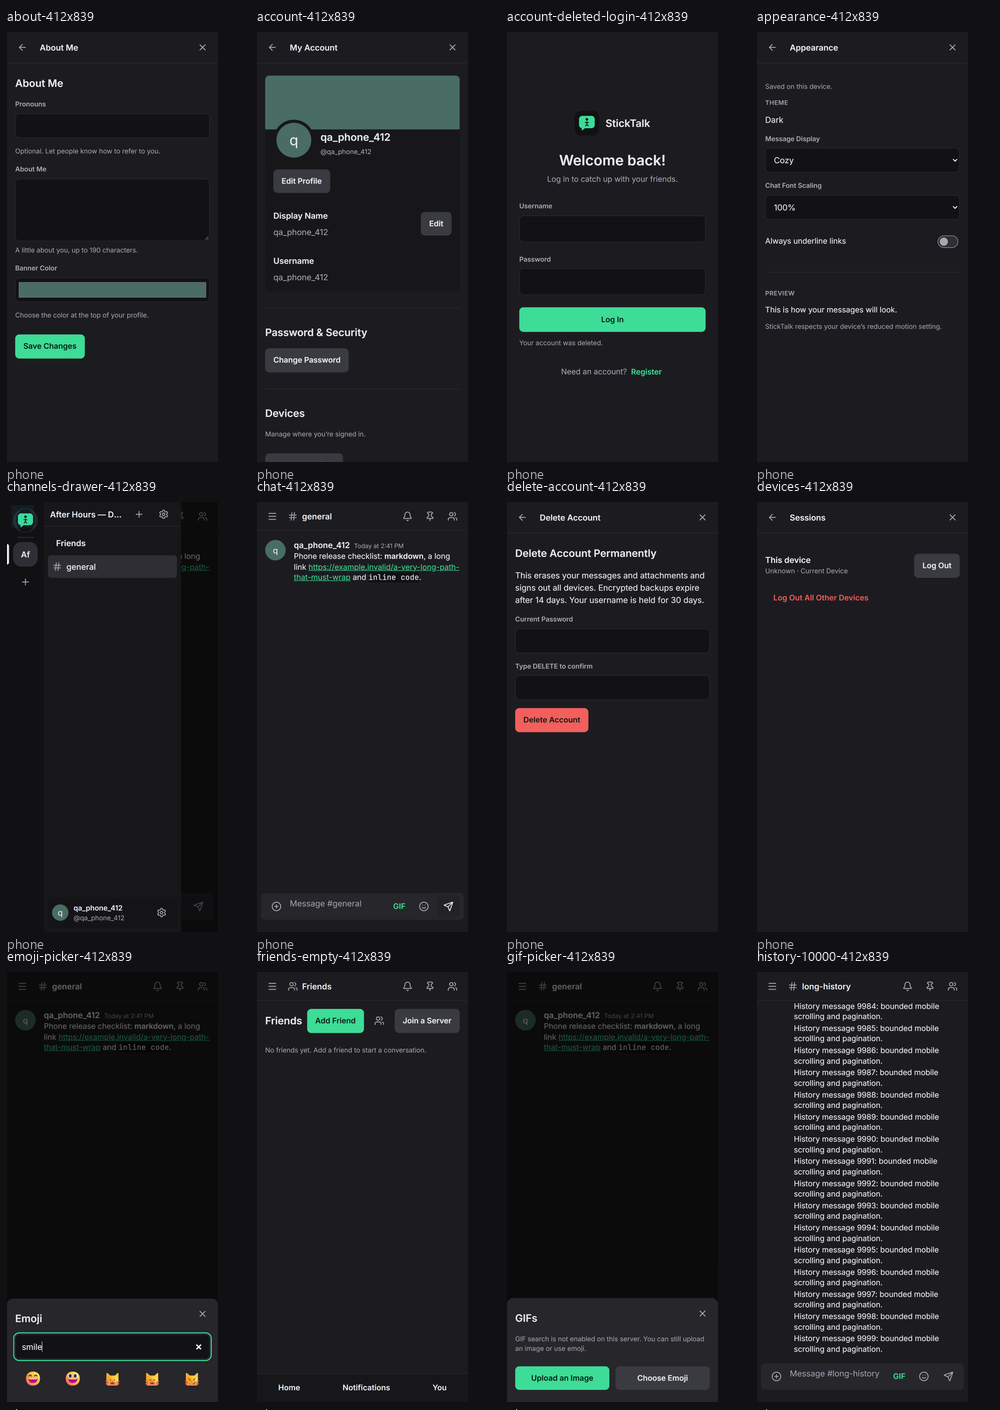 about-412x839
About Me
About Me
Pronouns
Optional. Let people know how to refer to you.
About Me
A little about you, up to 190 characters.
Banner Color
Choose the color at the top of your profile.
Save Changes
phone
account-412x839
My Account
q
qa_phone_412
@qa_phone_412
Edit Profile
Display Name
qa_phone_412
Edit
Username
qa_phone_412
Password & Security
Change Password
Devices
Manage where you're signed in.
phone
account-deleted-login-412x839
StickTalk
Welcome back!
Log in to catch up with your friends.
Username
Password
Log In
Your account was deleted.
Need an account? Register
phone
appearance-412x839
Appearance
Saved on this device.
THEME
Dark
Message Display
Cozy
Chat Font Scaling
100%
Always underline links
PREVIEW
This is how your messages will look.
StickTalk respects your device's reduced motion setting.
phone
channels-drawer-412x839
After Hours — D...
Af
Friends
# general
long
g-path-
q
qa_phone_412
@qa_phone_412
phone
chat-412x839
# general
q
qa_phone_412 Today at 2:41 PM
Phone release checklist: markdown, a long
link https://example.invalid/a-very-long-path-
that-must-wrap and inline code.
Message #general
GIF
phone
delete-account-412x839
Delete Account
Delete Account Permanently
This erases your messages and attachments and
signs out all devices. Encrypted backups expire
after 14 days. Your username is held for 30 days.
Current Password
Type DELETE to confirm
Delete Account
phone
devices-412x839
Sessions
This device
Unknown · Current Device
Log Out
Log Out All Other Devices
phone
emoji-picker-412x839
# general
q
qa_phone_412 Today at 2:41 PM
Phone release checklist: markdown, a long
link https://example.invalid/a-very-long-path-
that-must-wrap and inline code.
Emoji
smile
friends-empty-412x839
Friends
Friends
Add Friend
Join a Server
No friends yet. Add a friend to start a conversation.
Home
Notifications
You
gif-picker-412x839
# general
q
qa_phone_412 Today at 2:41 PM
Phone release checklist: markdown, a long
link https://example.invalid/a-very-long-path-
that-must-wrap and inline code.
GIFs
GIF search is not enabled on this server. You can still upload
an image or use emoji.
Upload an Image
Choose Emoji
history-10000-412x839
# long-history
History message 9984: bounded mobile
scrolling and pagination.
History message 9985: bounded mobile
scrolling and pagination.
History message 9986: bounded mobile
scrolling and pagination.
History message 9987: bounded mobile
scrolling and pagination.
History message 9988: bounded mobile
scrolling and pagination.
History message 9989: bounded mobile
scrolling and pagination.
History message 9990: bounded mobile
scrolling and pagination.
History message 9991: bounded mobile
scrolling and pagination.
History message 9992: bounded mobile
scrolling and pagination.
History message 9993: bounded mobile
scrolling and pagination.
History message 9994: bounded mobile
scrolling and pagination.
History message 9995: bounded mobile
scrolling and pagination.
History message 9996: bounded mobile
scrolling and pagination.
History message 9997: bounded mobile
scrolling and pagination.
History message 9998: bounded mobile
scrolling and pagination.
History message 9999: bounded mobile
scrolling and pagination.
Message #long-history
GIF